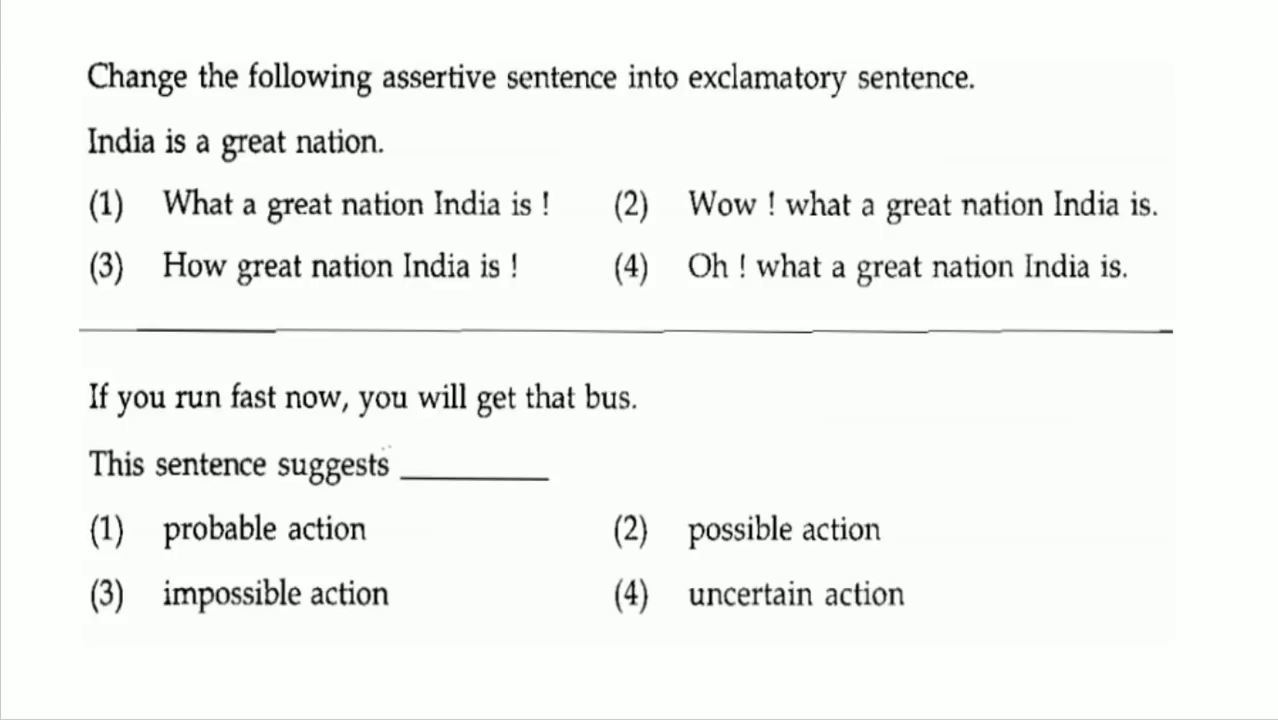 Change the following assertive sentence into exclamatory sentence.
India is a great nation.
(1) What a great nation India is ! (2) Wow ! what a great nation India is.
(3) How great nation India is ! (4) Oh ! what a great nation India is.
If you run fast now, you will get that bus.
This sentence suggests __________
(1) probable action (2) possible action
(3) impossible action (4) uncertain action